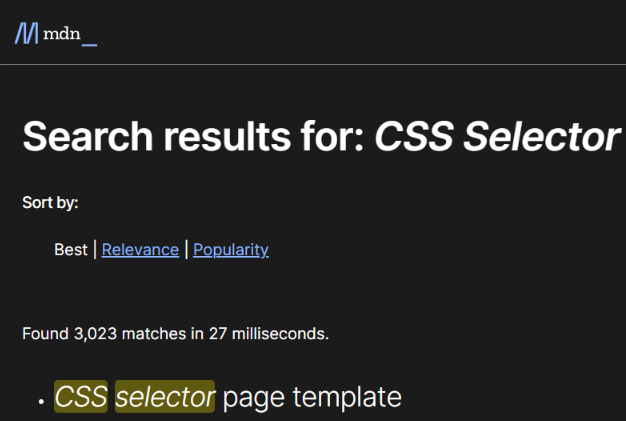 mdn_
Search results for: CSS Selector
Sort by:
Best | Relevance | Popularity
Found 3,023 matches in 27 milliseconds.
• CSS selector page template